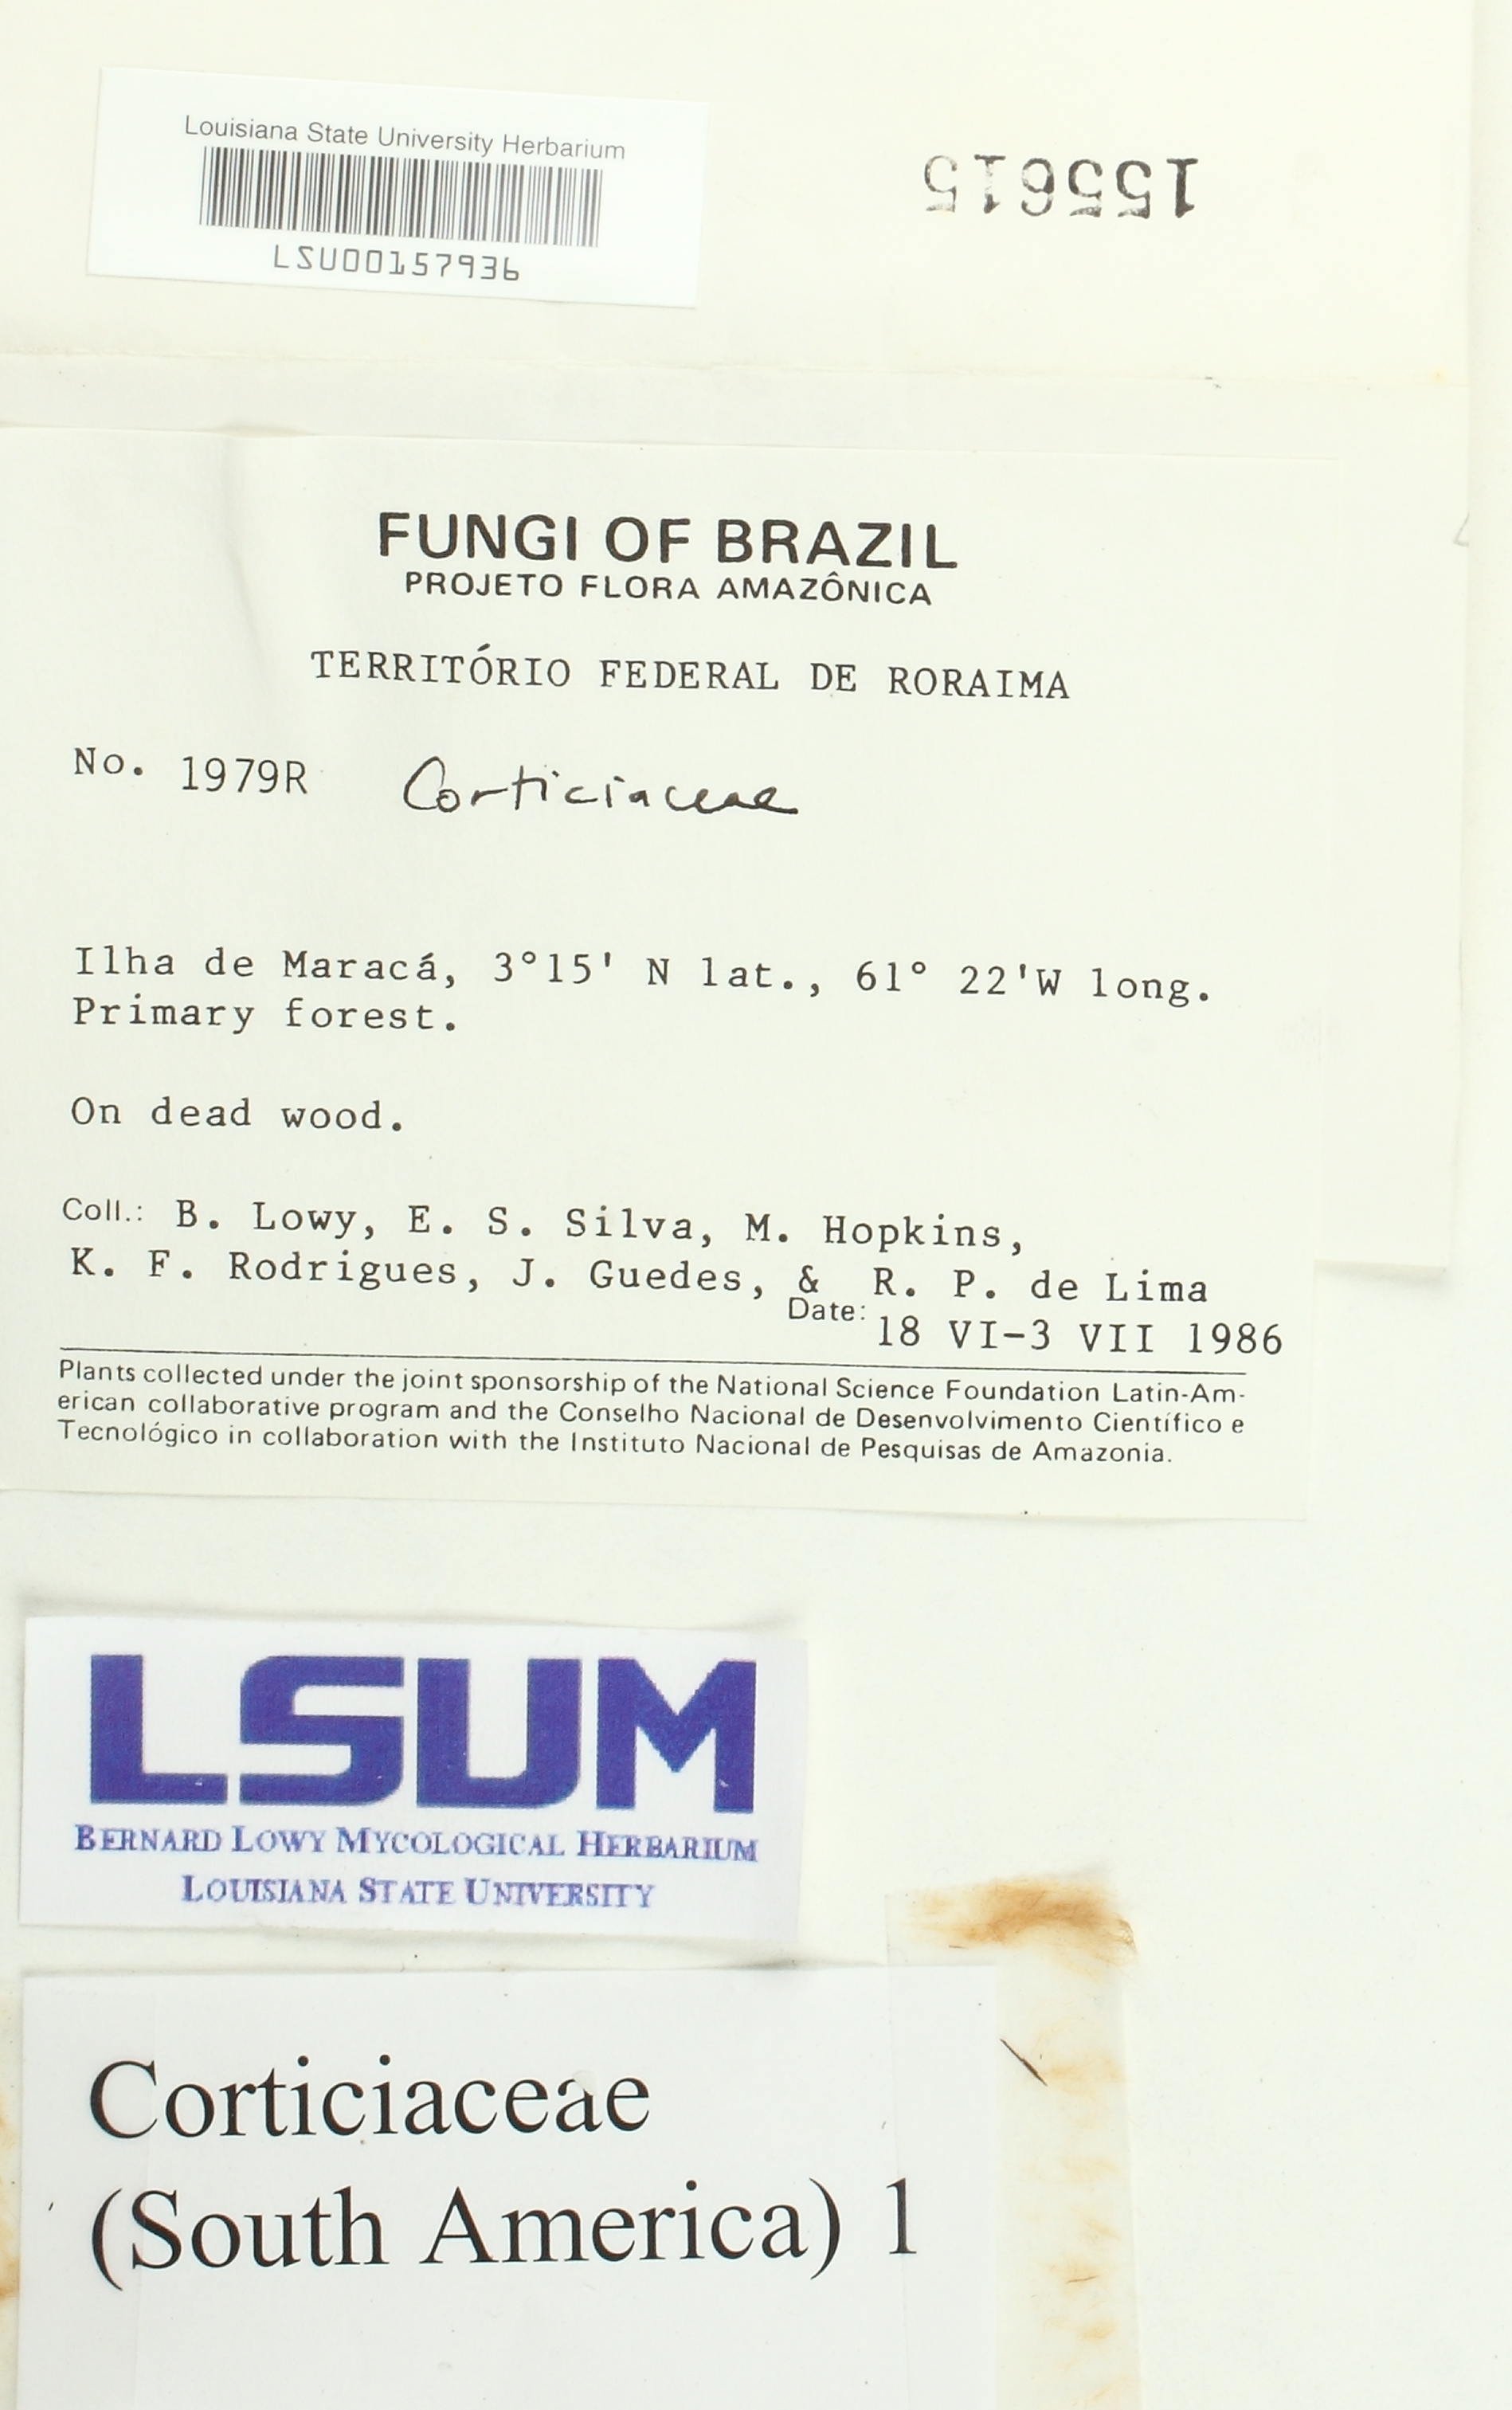 Louisiana State University Herbarium
LSU00157936
155615
FUNGI OF BRAZIL
PROJETO FLORA AMAZÔNICA
TERRITÓRIO FEDERAL DE RORAIMA
No. 1979R Corticiaceae
Ilha de Maracá, 3°15' N lat., 61° 22'W long.
Primary forest.
On dead wood.
Coll.: B. Lowy, E. S. Silva, M. Hopkins,
K. F. Rodrigues, J. Guedes, & R. P. de Lima
Date: 18 VI-3 VII 1986
Plants collected under the joint sponsorship of the National Science Foundation Latin-Am-
erican collaborative program and the Conselho Nacional de Desenvolvimento Científico e
Tecnológico in collaboration with the Instituto Nacional de Pesquisas de Amazonia.
LSUM
BERNARD LOWY MYCOLOGICAL HERBARIUM
LOUISIANA STATE UNIVERSITY
Corticiaceae
(South America) 1